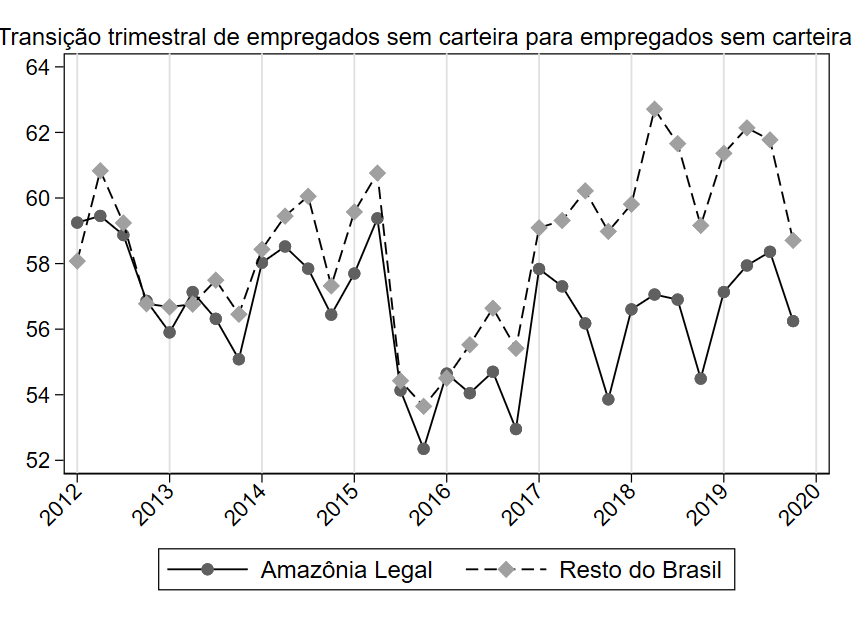 Transição trimestral de empregados sem carteira para empregados sem carteira
64
62
60
58
56
54
52
2012 2013 2014 2015 2016 2017 2018 2019 2020
Amazônia Legal Resto do Brasil